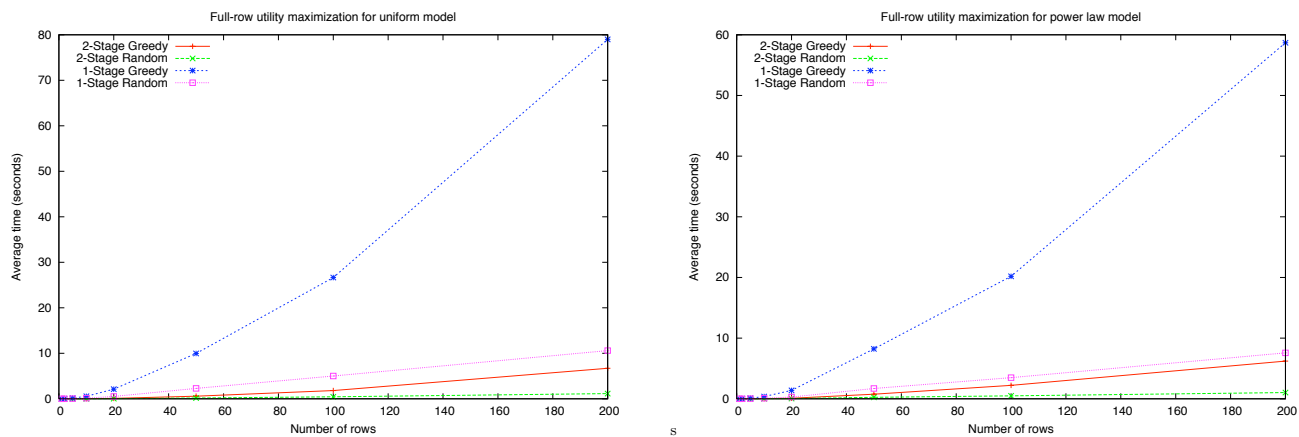 Full-row utility maximization for uniform model
80
70
60
50
40
30
20
10
0
Average time (seconds)
2-Stage Greedy
2-Stage Random
1-Stage Greedy
1-Stage Random
0 20 40 60 80 100 120 140 160 180 200
Number of rows
s
Full-row utility maximization for power law model
60
50
40
30
20
10
0
Average time (seconds)
2-Stage Greedy
2-Stage Random
1-Stage Greedy
1-Stage Random
0 20 40 60 80 100 120 140 160 180 200
Number of rows